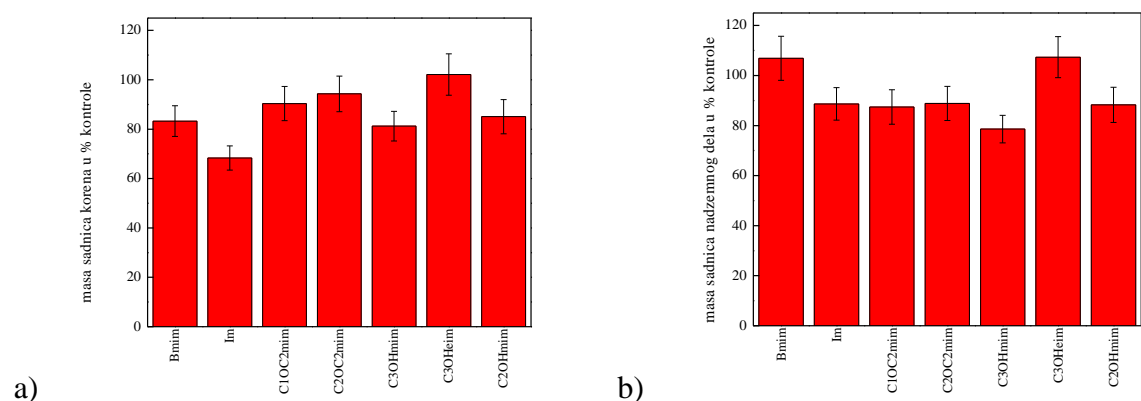 masa sadnica korena u % kontrole
120
100
80
60
40
20
0
Bmim
Im
C1OC2mim
C2OC2mim
C3OHmim
C3OHeim
C2OHmim
a)
masa sadnica nadzemnog dela u % kontrole
120
100
80
60
40
20
0
Bmim
Im
C1OC2mim
C2OC2mim
C3OHmim
C3OHeim
C2OHmim
b)